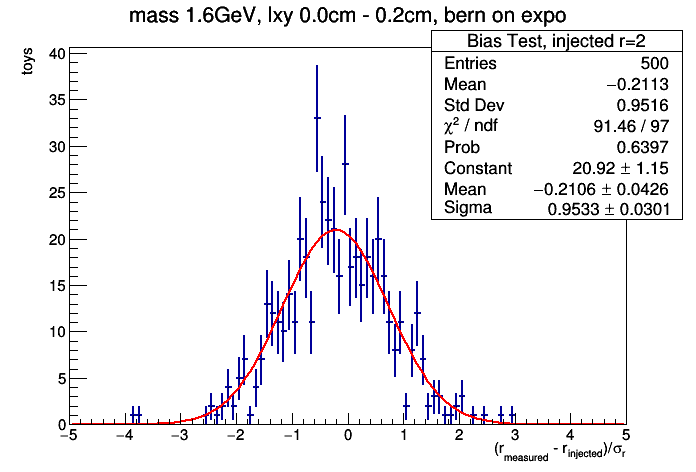 mass 1.6GeV, lxy 0.0cm - 0.2cm, bern on expo
toys
Bias Test, injected r=2
Entries 500
Mean −0.2113
Std Dev 0.9516
χ² / ndf 91.46 / 97
Prob 0.6397
Constant 20.92 ± 1.15
Mean −0.2106 ± 0.0426
Sigma 0.9533 ± 0.0301
40
35
30
25
20
15
10
5
0
−5 −4 −3 −2 −1 0 1 2 3 4 5
(r_measured - r_injected)/σ_r